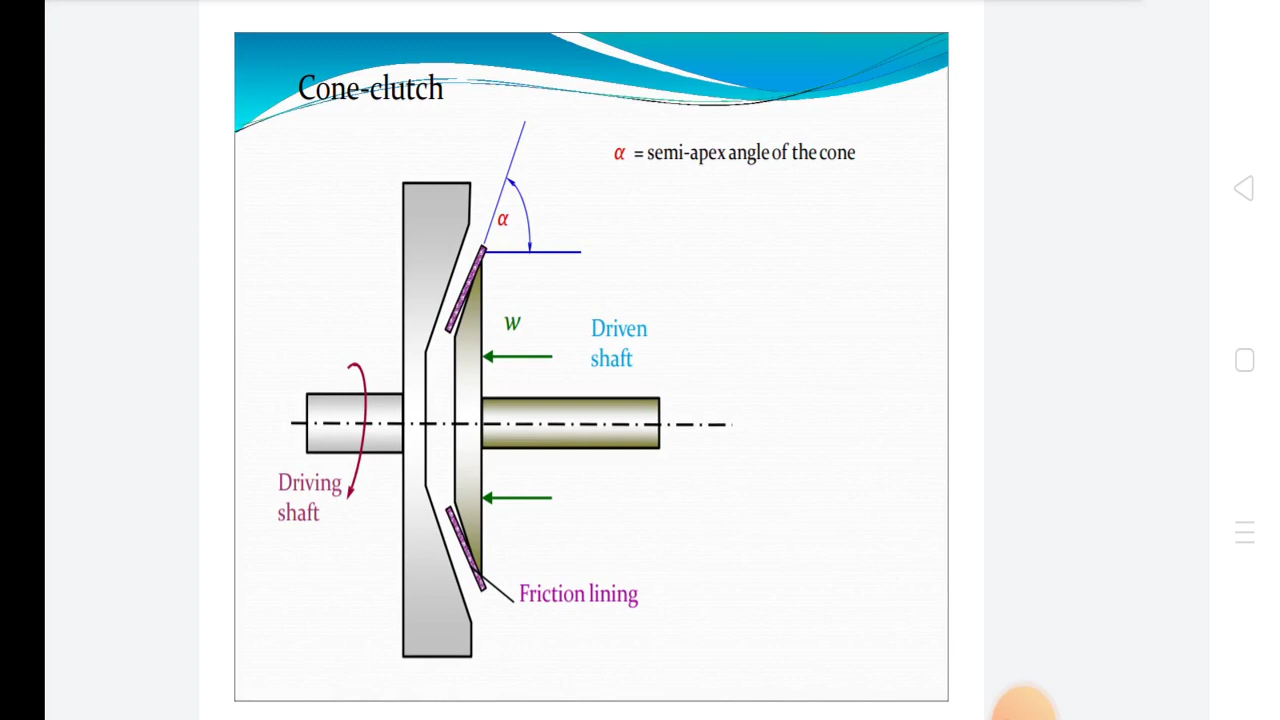 Cone-clutch
α = semi-apex angle of the cone
α
w
Driven
shaft
Driving
shaft
Friction lining